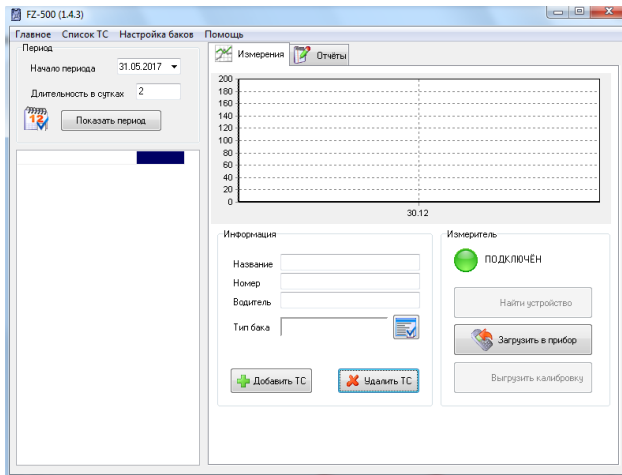 FZ-500 (1.4.3)
Главное Список ТС Настройка баков Помощь
Период
Начало периода 31.05.2017
Длительность в сутках 2
12
Показать период
Измерения Отчёты
200
180
160
140
120
100
80
60
40
20
0
30.12
Информация
Название
Номер
Водитель
Тип бака
Добавить ТС Удалить ТС
Измеритель
ПОДКЛЮЧЁН
Найти устройство
Загрузить в прибор
Выгрузить калибровку